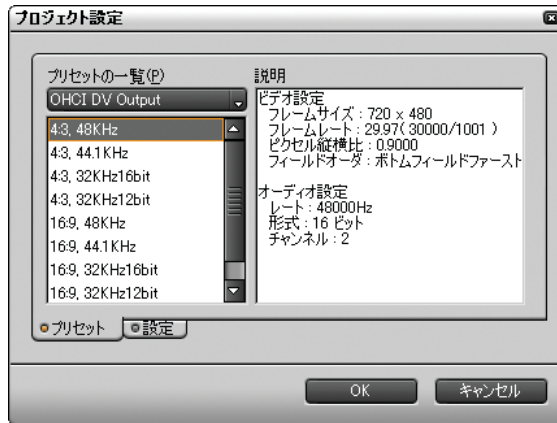 プロジェクト設定
プリセットの一覧(P)
OHCI DV Output
4:3, 48KHz
4:3, 44.1KHz
4:3, 32KHz16bit
4:3, 32KHz12bit
16:9, 48KHz
16:9, 44.1KHz
16:9, 32KHz16bit
16:9, 32KHz12bit
説明
ビデオ設定
フレームサイズ : 720 x 480
フレームレート : 29.97( 30000/1001 )
ピクセル縦横比 : 0.9000
フィールドオーダ : ボトムフィールドファースト
オーディオ設定
レート : 48000Hz
形式 : 16 ビット
チャンネル : 2
プリセット
設定
OK
キャンセル